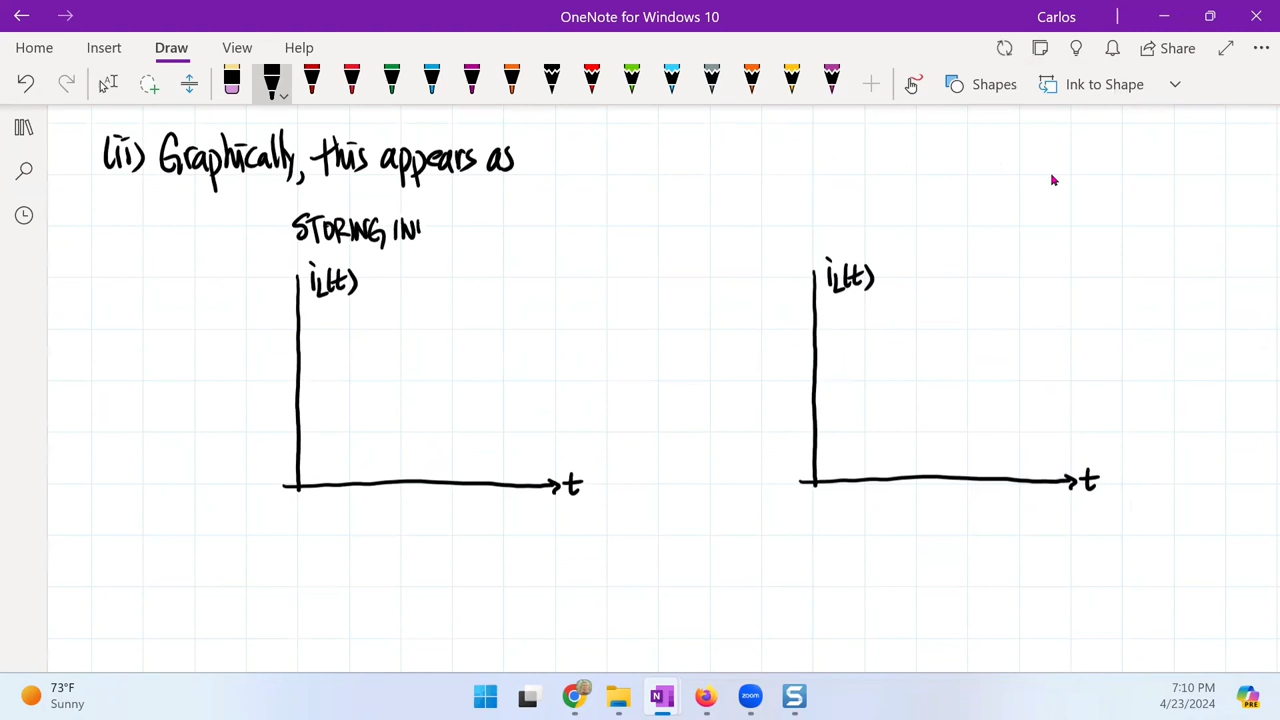 OneNote for Windows 10
Carlos
Home
Insert
Draw
View
Help
Share
Shapes
Ink to Shape
(ii) Graphically, this appears as
STORING IN
iL(t)
iL(t)
t
t
73°F
Sunny
7:10 PM
4/23/2024